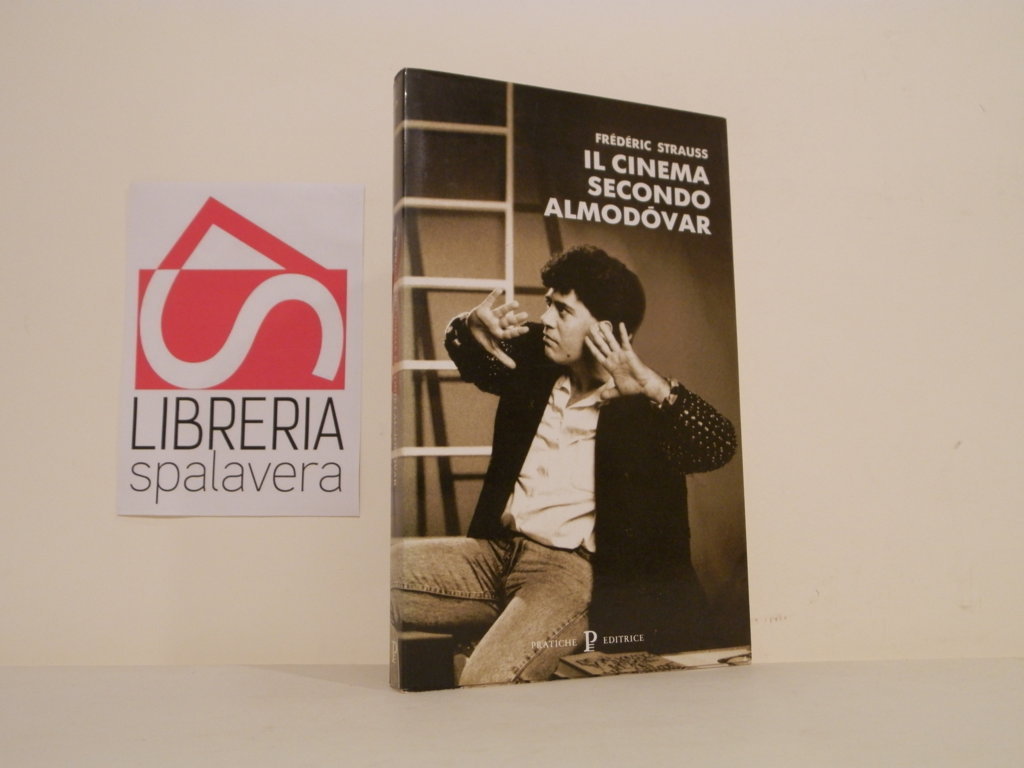 LIBRERIA
spalavera
FRÉDÉRIC STRAUSS
IL CINEMA
SECONDO
ALMODÓVAR
PRATICHE P EDITRICE